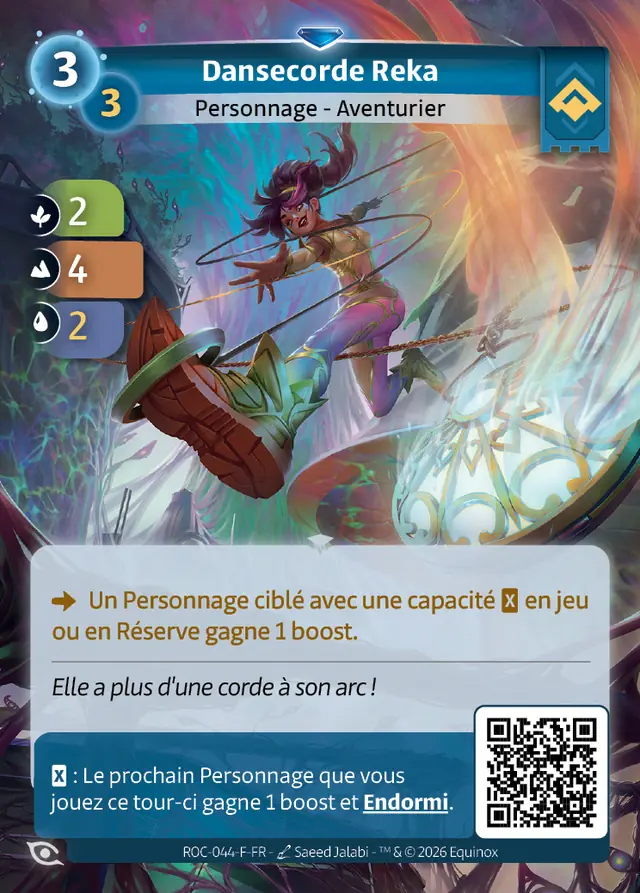 3
Dansecorde Reka
3
Personnage - Aventurier
2
4
2
Un Personnage ciblé avec une capacité X en jeu
ou en Réserve gagne 1 boost.
Elle a plus d'une corde à son arc !
X : Le prochain Personnage que vous
jouez ce tour-ci gagne 1 boost et Endormi.
ROC-044-F-FR - Saeed Jalabi - ™ & © 2026 Equinox